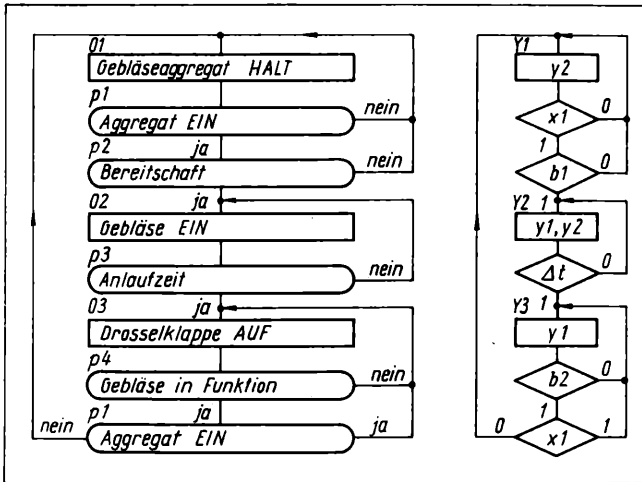 01
Gebläseaggregat HALT
p1
nein
Aggregat EIN
p2 ja nein
Bereitschaft
02 ja
Gebläse EIN
p3
nein
Anlaufzeit
03 ja
Drosselklappe AUF
p4
nein
Gebläse in Funktion
nein p1 ja
Aggregat EIN ja
Y1
y2
x1 0
1
b1 0
Y2 1
y1, y2
Δt 0
Y3 1
y1
b2 0
1
0 x1 1